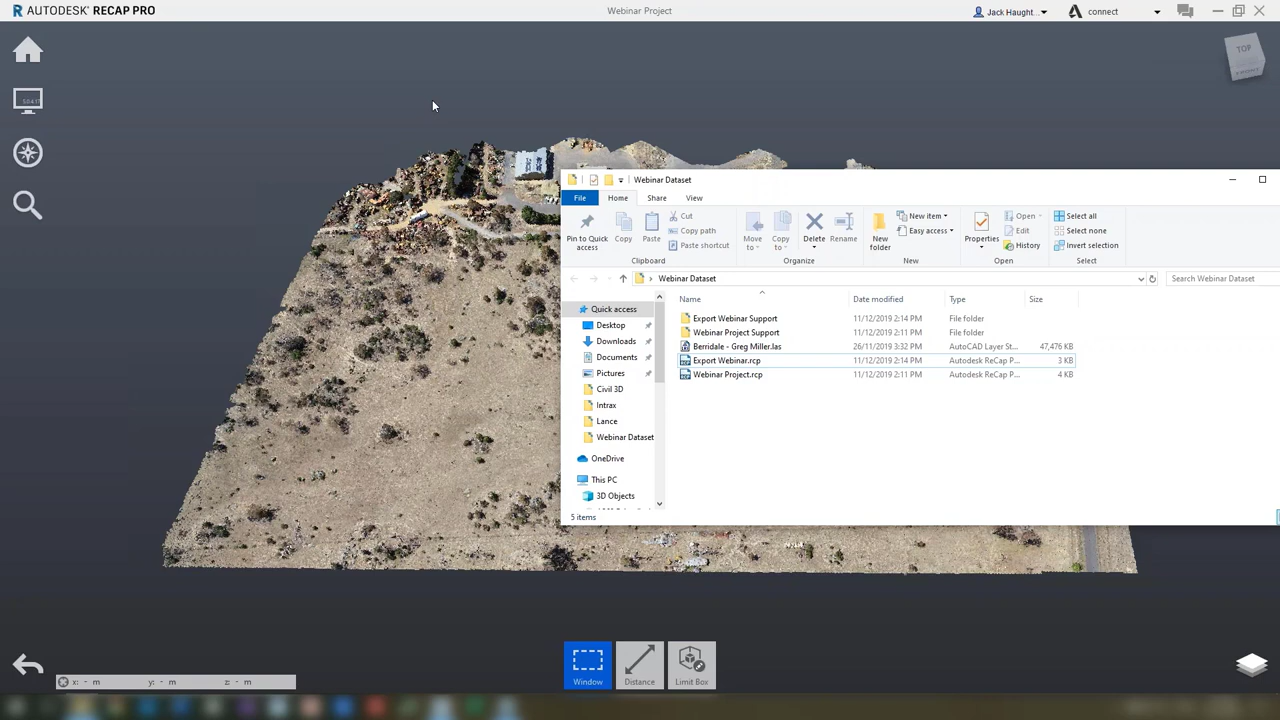 AUTODESK RECAP PRO
Webinar Project
Jack Haught...
connect
TOP
Webinar Dataset
File
Home
Share
View
Pin to Quick access
Copy
Paste
Cut
Copy path
Paste shortcut
Clipboard
Move to
Copy to
Delete
Rename
Organize
New folder
New item
Easy access
New
Properties
Open
Edit
History
Open
Select all
Select none
Invert selection
Select
Webinar Dataset
Search Webinar Dataset
Name Date modified Type Size
Quick access
Desktop
Downloads
Documents
Pictures
Civil 3D
Intrax
Lance
Webinar Dataset
OneDrive
This PC
3D Objects
Export Webinar Support 11/12/2019 2:14 PM File folder
Webinar Project Support 11/12/2019 2:11 PM File folder
Berridale - Greg Miller.las 26/11/2019 3:32 PM AutoCAD Layer St... 47,476 KB
Export Webinar.rcp 11/12/2019 2:14 PM Autodesk ReCap P... 3 KB
Webinar Project.rcp 11/12/2019 2:11 PM Autodesk ReCap P... 4 KB
5 items
Window
Distance
Limit Box
x: - m y: - m z: - m